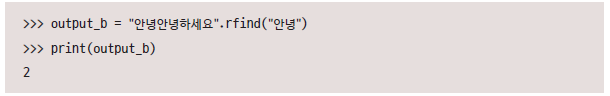 >>> output_b = "안녕안녕하세요".rfind("안녕")
>>> print(output_b)
2